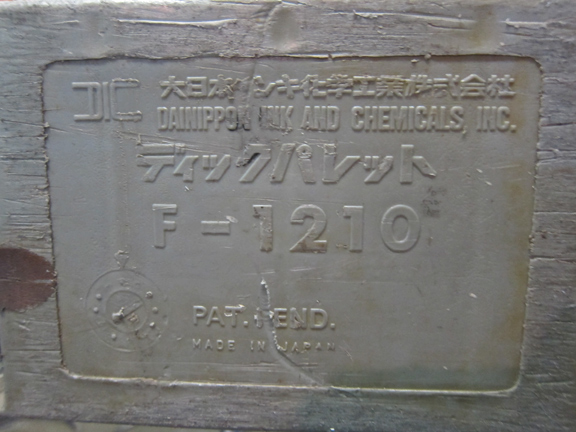 DIC 大日本インキ化学工業株式会社
DAINIPPON INK AND CHEMICALS, INC.
ディックパレット
F-1210
PAT. PEND.
MADE IN JAPAN